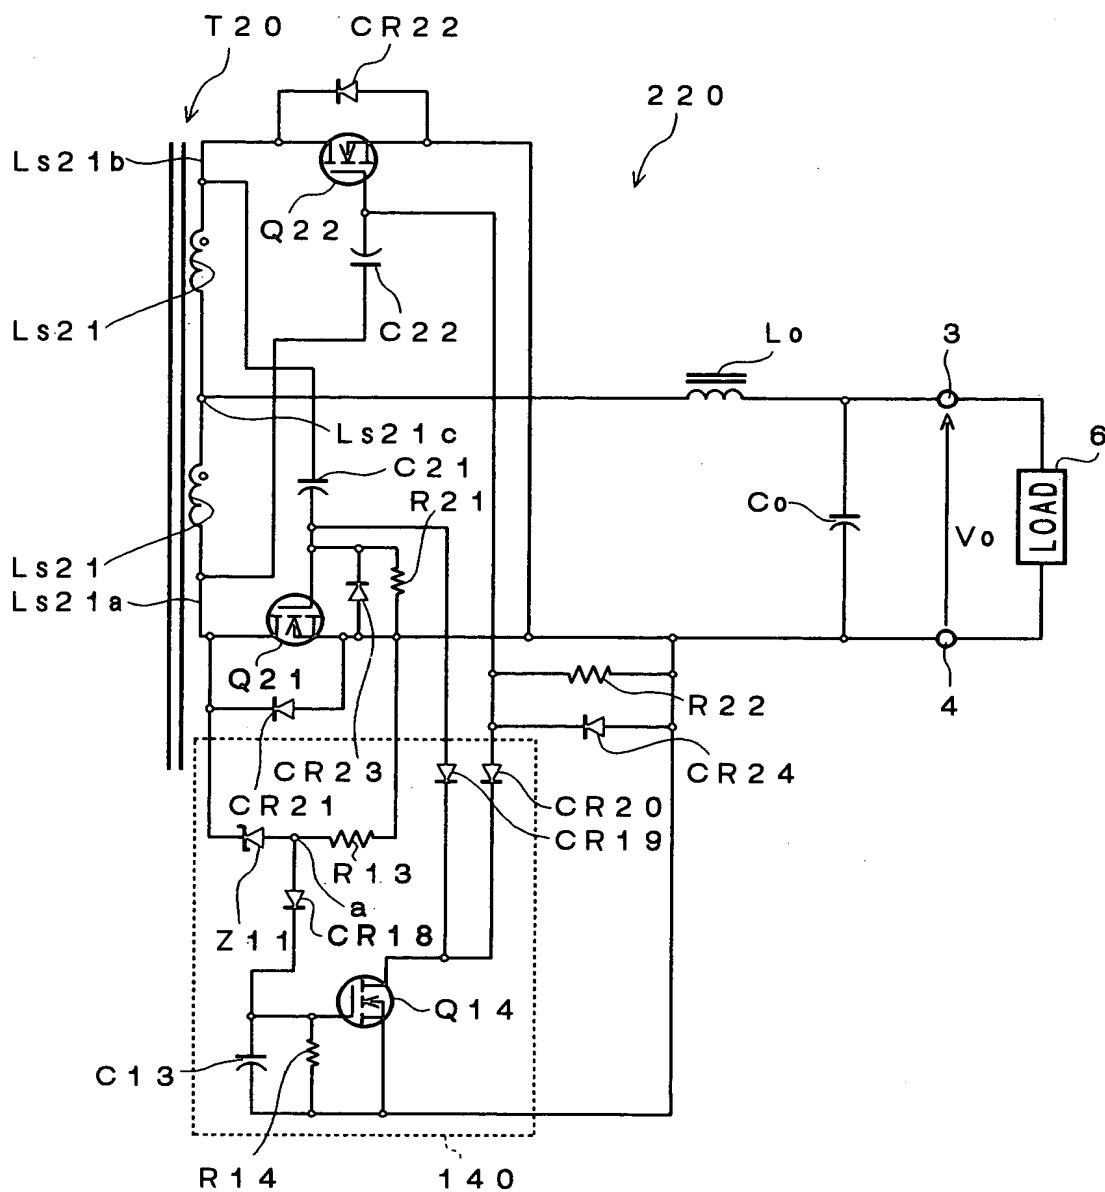 T20
CR22
220
Ls21b
Q22
Ls21
C22
Lo
3
Ls21c
C21
6
R21
Co
LOAD
Vo
Ls21
Ls21a
Q21
R22
4
CR23
CR24
CR21
CR20
CR19
R13
a
Z11
CR18
Q14
C13
R14
140